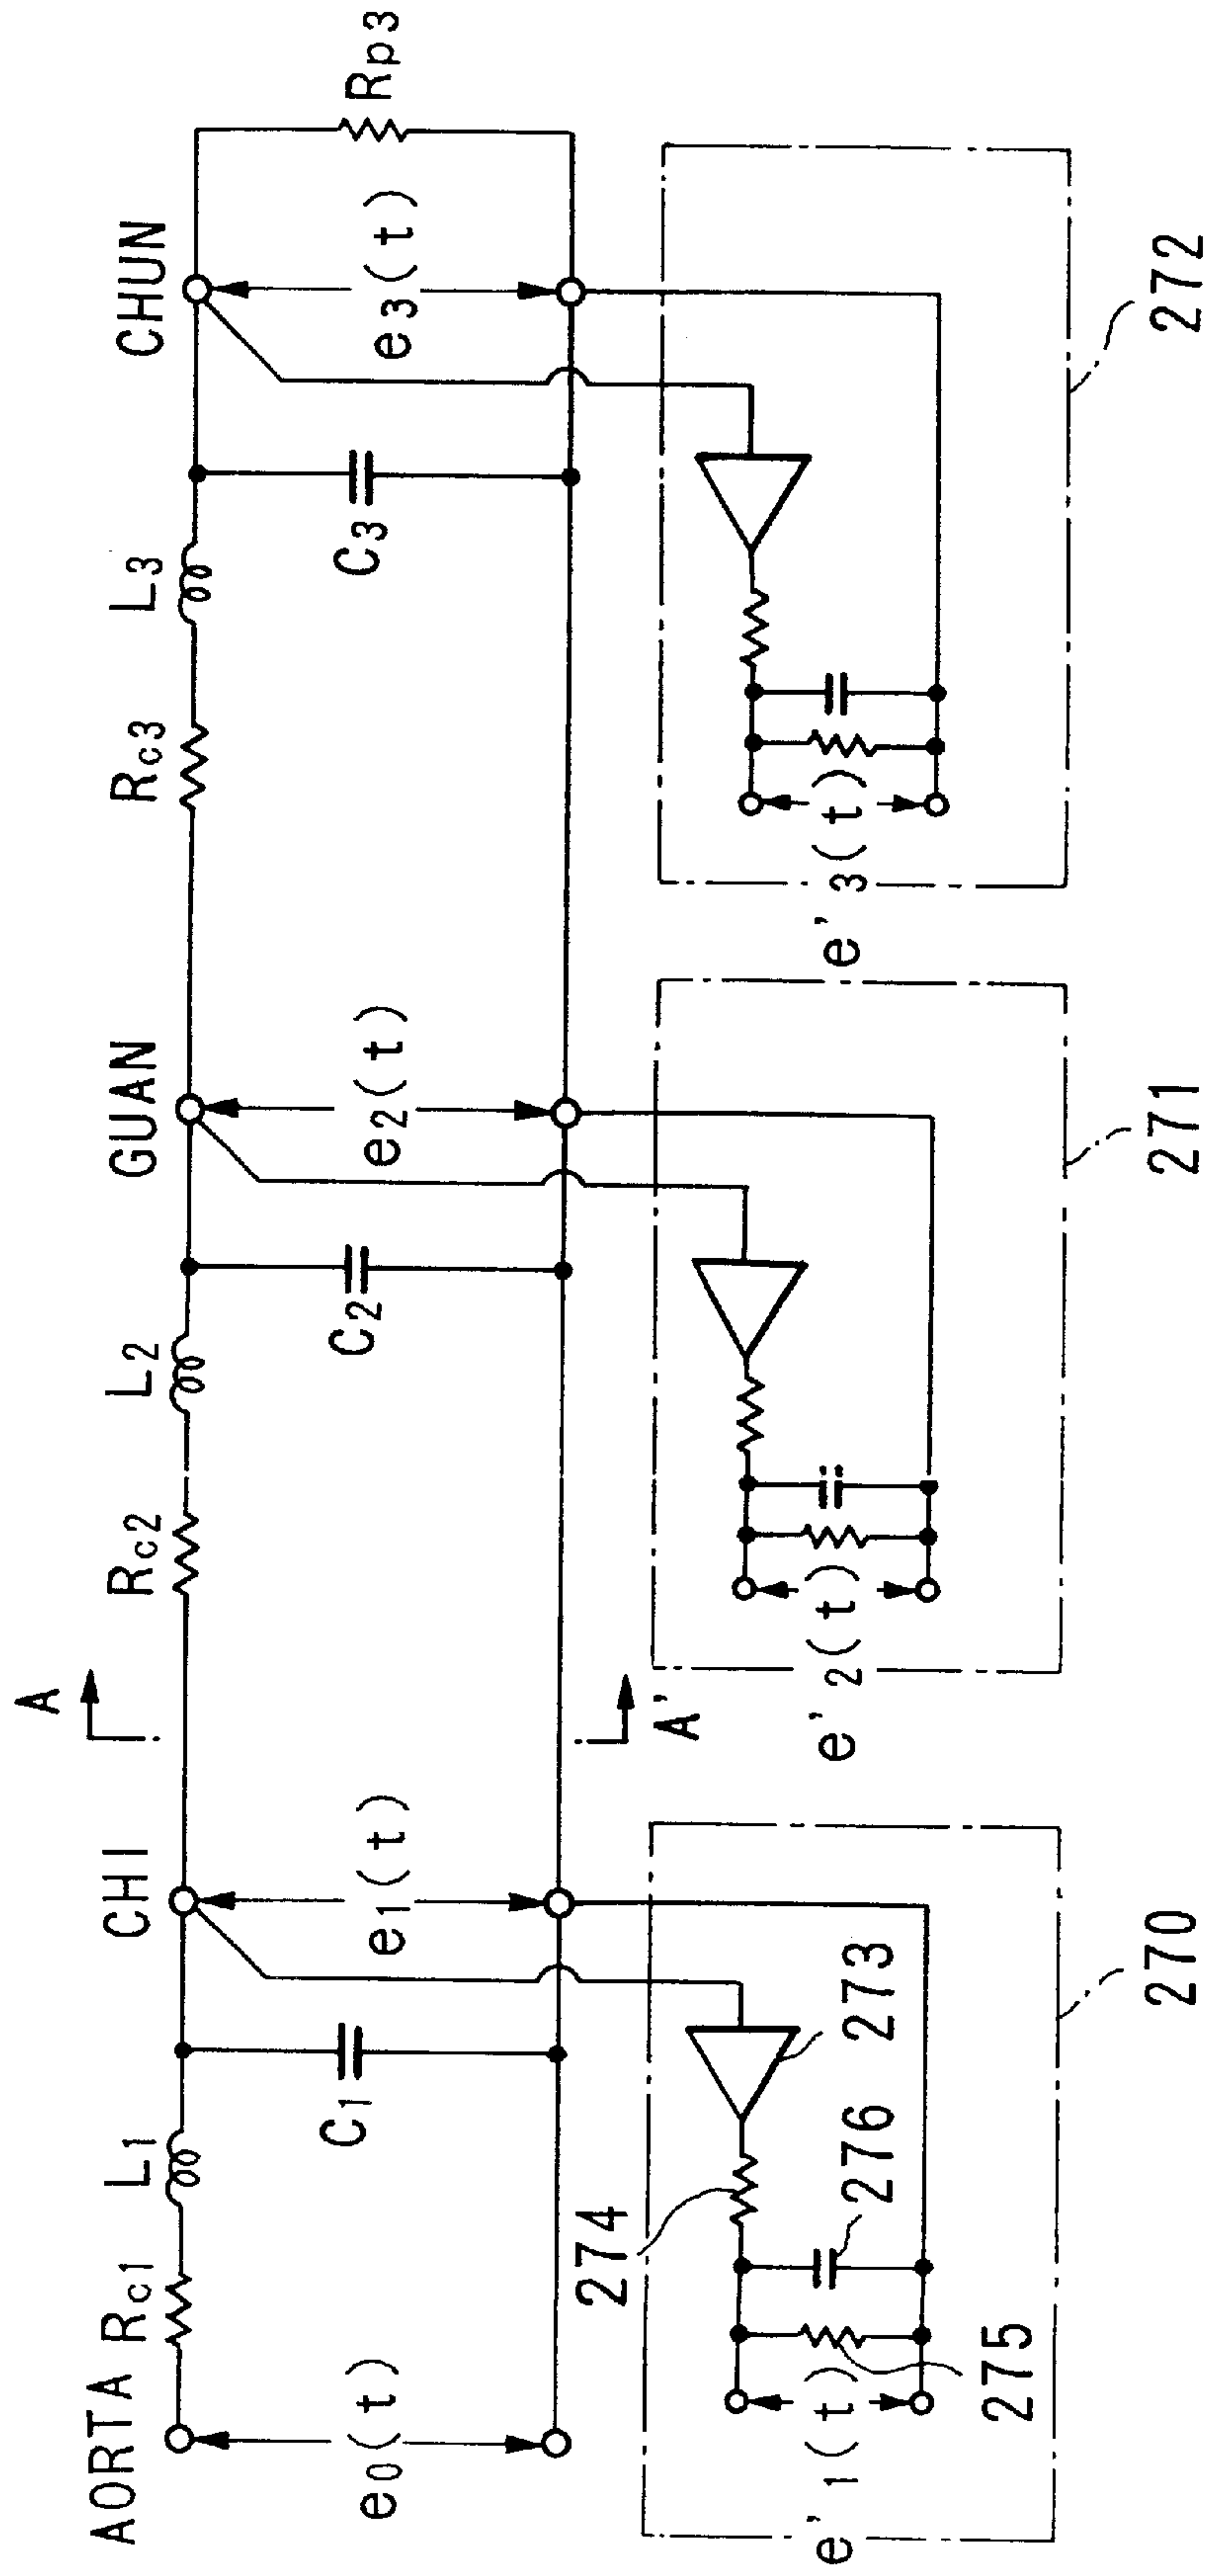 AORTA
Rc1
L1
CHI
Rc2
L2
GUAN
Rc3
L3
CHUN
Rp3
A
C1
C2
C3
e0(t)
e1(t)
e2(t)
e3(t)
A'
274
276
273
275
e'1(t)
e'2(t)
e'3(t)
270
271
272